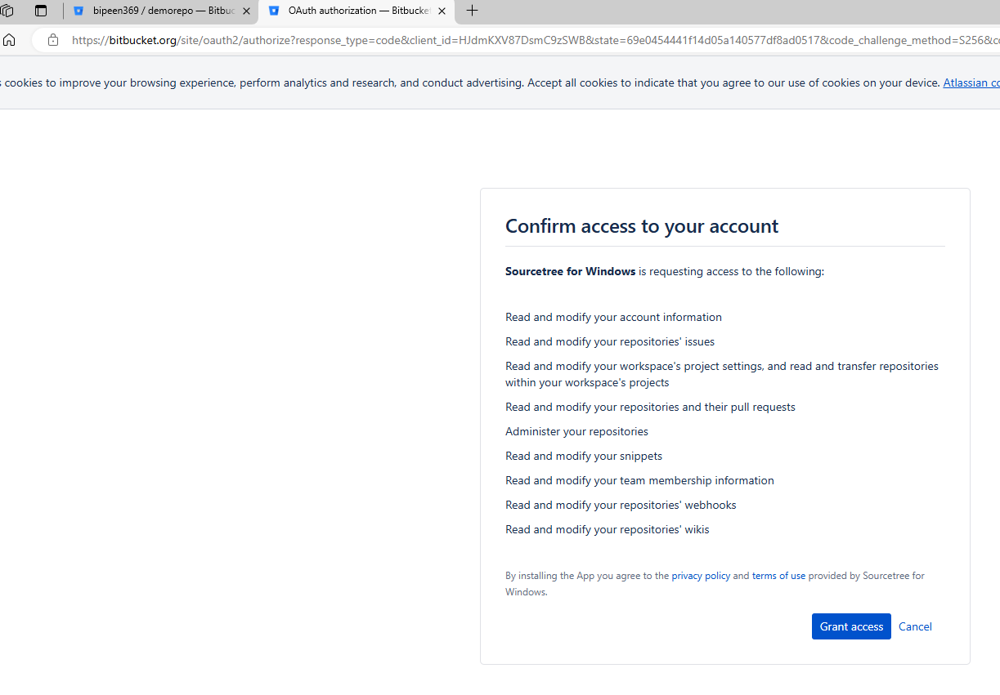 bipeen369 / demorepo — Bitbuc
OAuth authorization — Bitbucket
https://bitbucket.org/site/oauth2/authorize?response_type=code&client_id=HJdmKXV87DsmC9zSWB&state=69e0454441f14d05a140577df8ad0517&code_challenge_method=S256&c
s cookies to improve your browsing experience, perform analytics and research, and conduct advertising. Accept all cookies to indicate that you agree to our use of cookies on your device. Atlassian co
Confirm access to your account
Sourcetree for Windows is requesting access to the following:
Read and modify your account information
Read and modify your repositories' issues
Read and modify your workspace's project settings, and read and transfer repositories
within your workspace's projects
Read and modify your repositories and their pull requests
Administer your repositories
Read and modify your snippets
Read and modify your team membership information
Read and modify your repositories' webhooks
Read and modify your repositories' wikis
By installing the App you agree to the privacy policy and terms of use provided by Sourcetree for
Windows.
Grant access Cancel